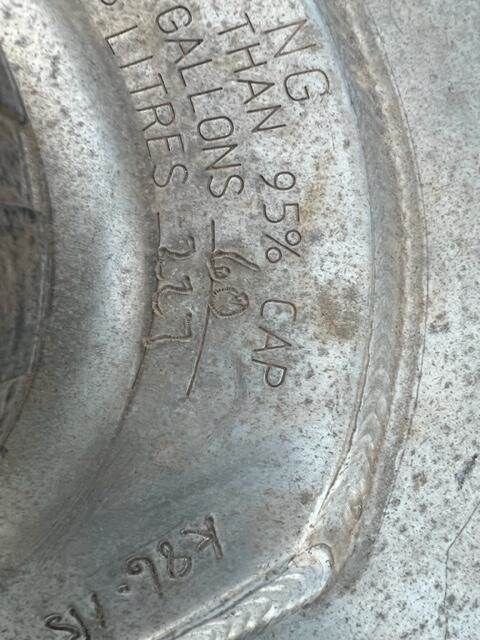 NG
THAN 95% CAP
GALLONS 60
LITRES 227